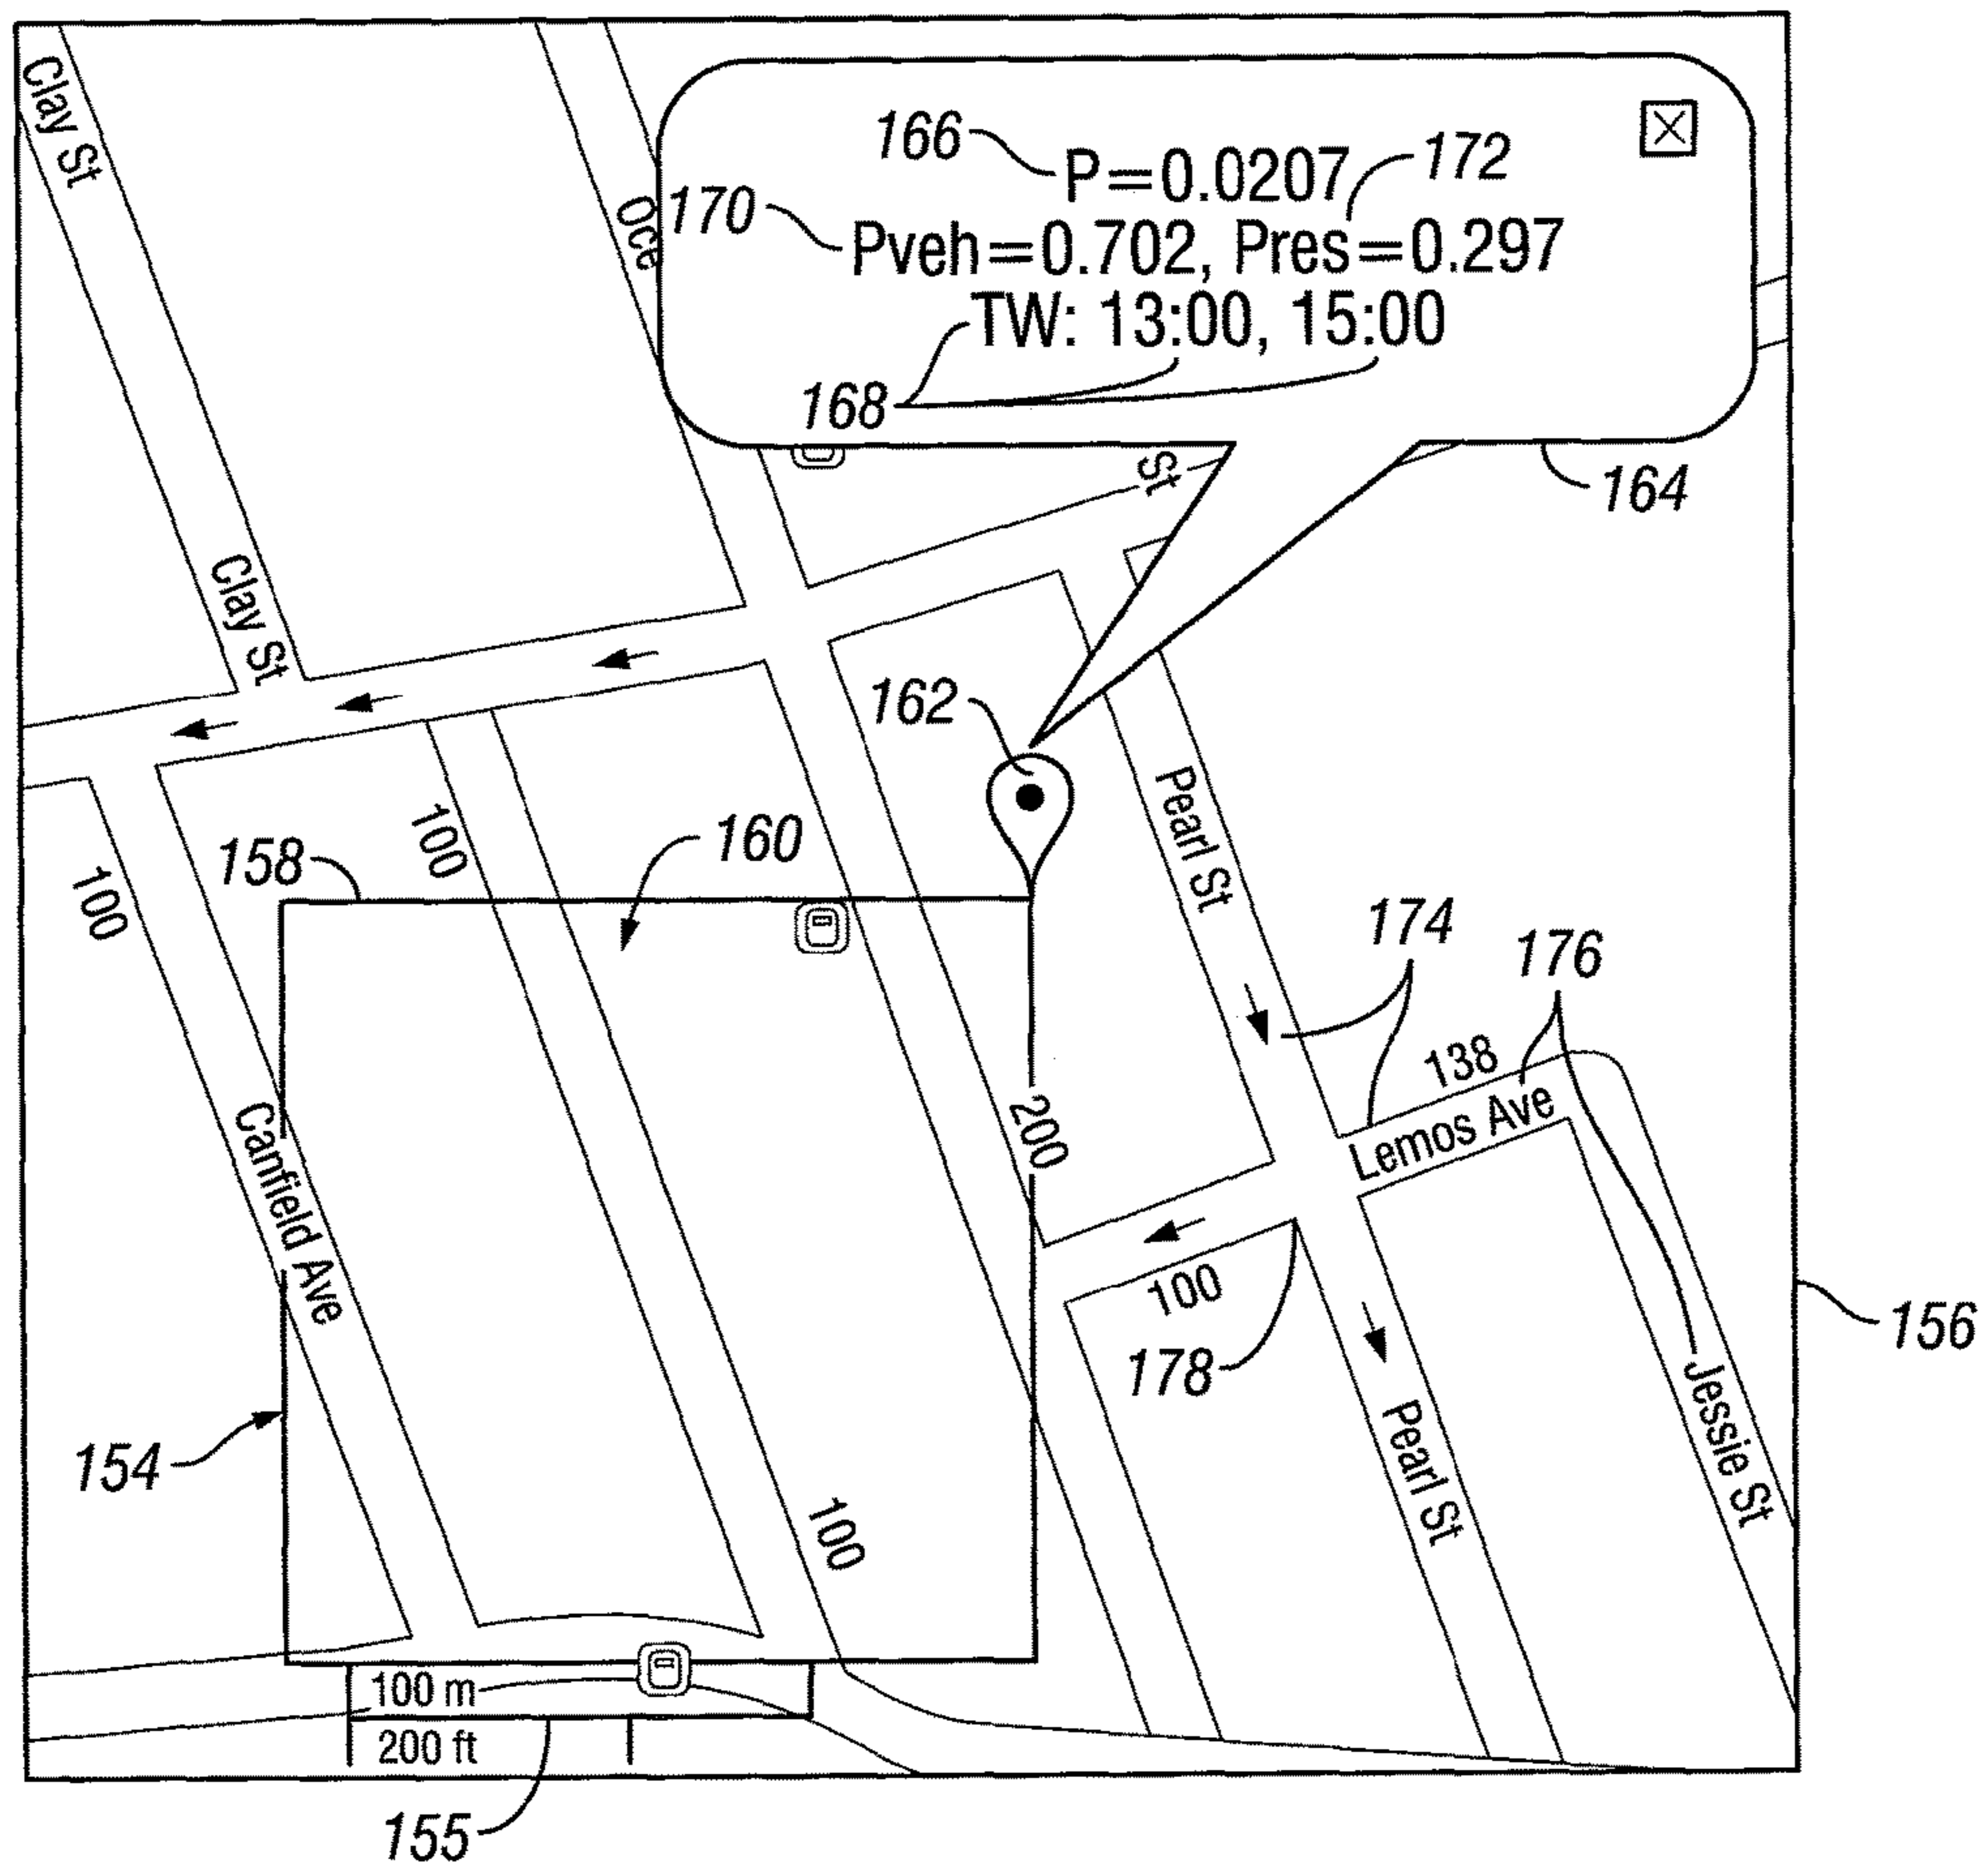 Clay St
Oce
166
P=0.0207
172
170
Pveh=0.702, Pres=0.297
TW: 13:00, 15:00
168
164
St
Clay St
162
Pearl St
100
158
160
100
174
176
138
Lemos Ave
200
Canfield Ave
100
178
156
Jessie St
Pearl St
154
100
100 m
200 ft
155